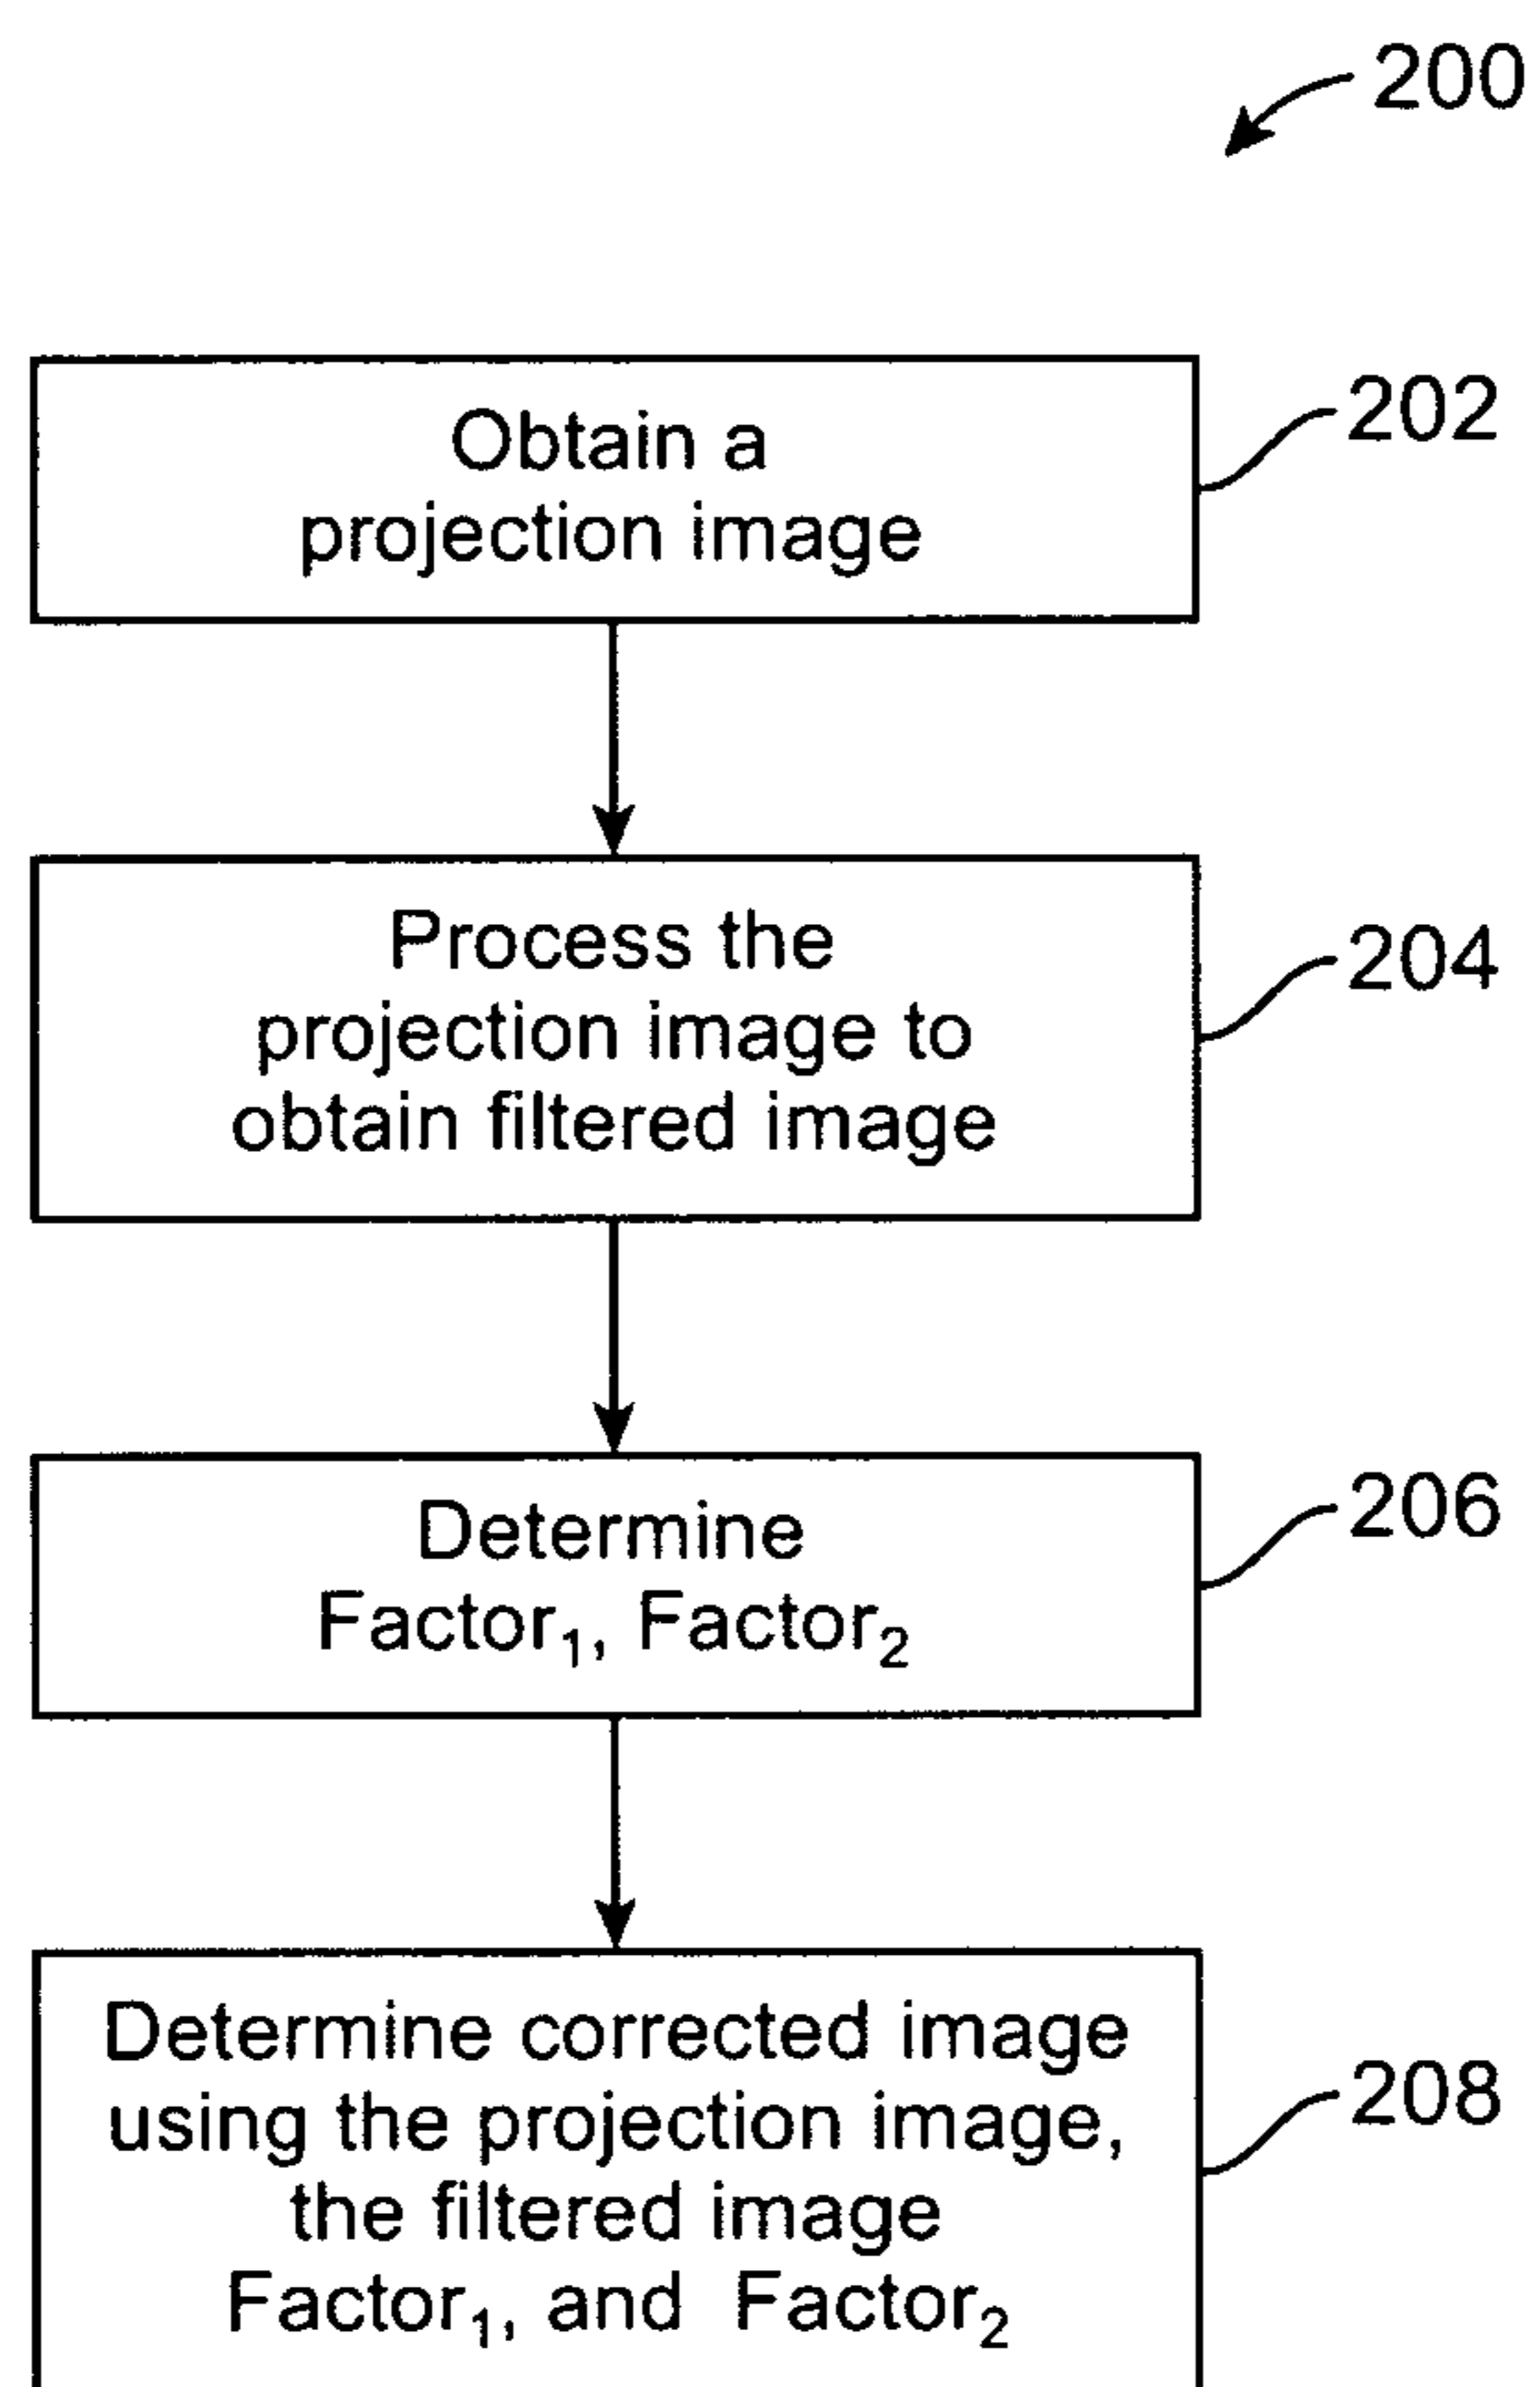 200
Obtain a
projection image
202
Process the
projection image to
obtain filtered image
204
Determine
Factor₁, Factor₂
206
Determine corrected image
using the projection image,
the filtered image
Factor₁, and Factor₂
208